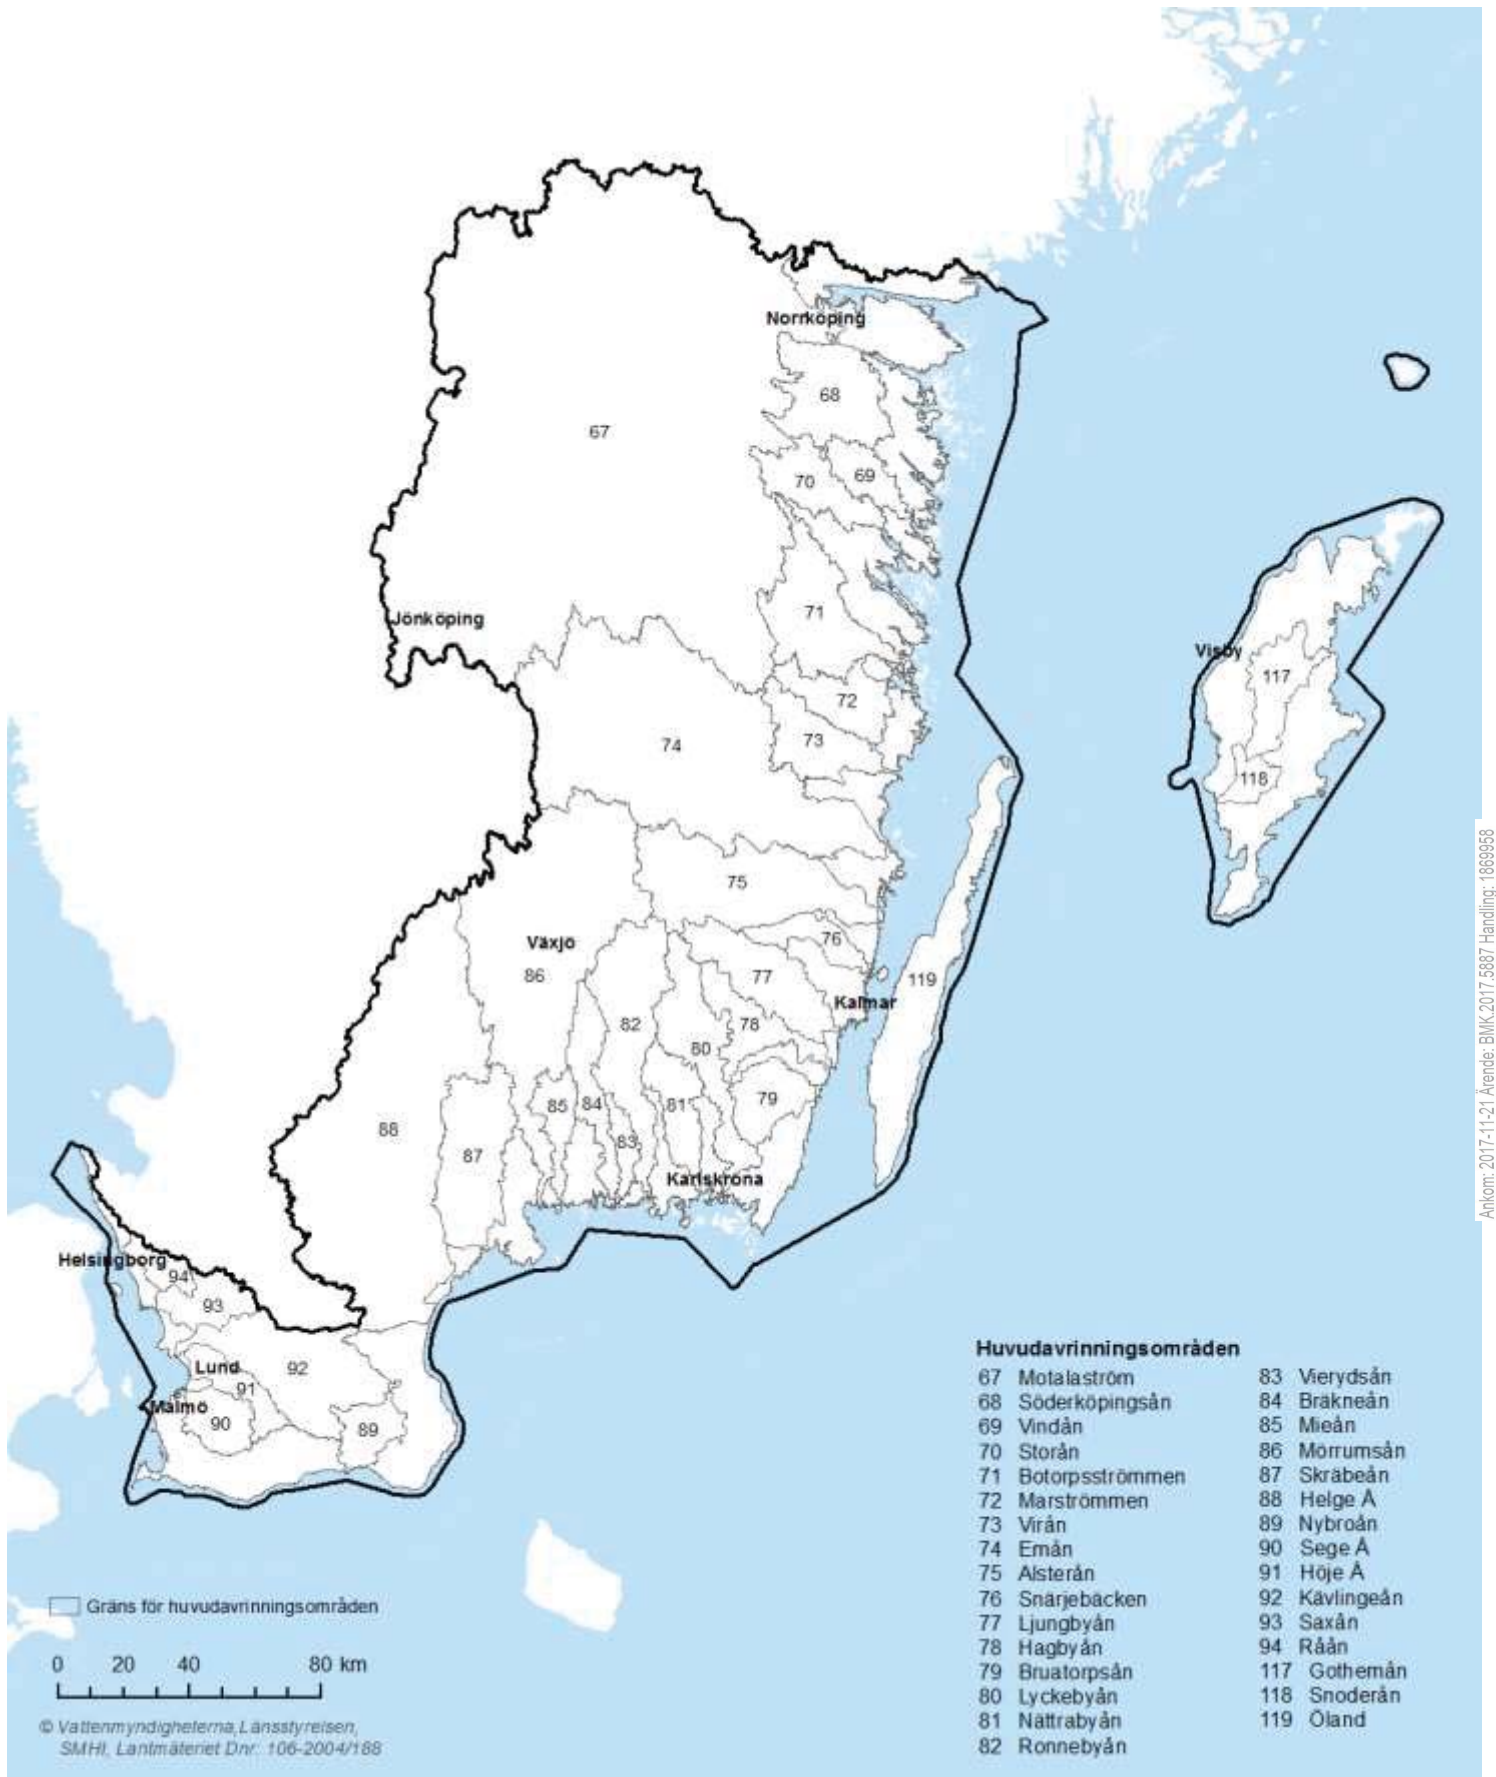 Norrköping
68
67
69
70
Jönköping
71
Visby
117
72
73
74
118
75
76
Växjö
86
77
119
Kalmar
82
78
80
79
85
84
81
88
83
87
Karlskrona
Helsingborg
94
93
Lund
92
91
Malmö
90
89
Huvudavrinningsområden
67 Motalaström
68 Söderköpingsån
69 Vindån
70 Storån
71 Botorpsströmmen
72 Marströmmen
73 Virån
74 Emån
75 Alsterån
76 Snärjebäcken
77 Ljungbyån
78 Hagbyån
79 Bruatorpsån
80 Lyckebyån
81 Nättrabyån
82 Ronnebyån
83 Vierydsån
84 Bräkneån
85 Mieån
86 Mörrumsån
87 Skräbeån
88 Helge Å
89 Nybroån
90 Sege Å
91 Höje Å
92 Kävlingeån
93 Saxån
94 Råån
117 Gothemån
118 Snoderån
119 Öland
Gräns för huvudavrinningsområden
0 20 40 80 km
© Vattenmyndigheterna,Länsstyrelsen,
SMHI, Lantmäteriet Dnr: 106-2004/188
Ankom: 2017-11-21 Ärende: BMK.2017.5887 Handling: 1869958